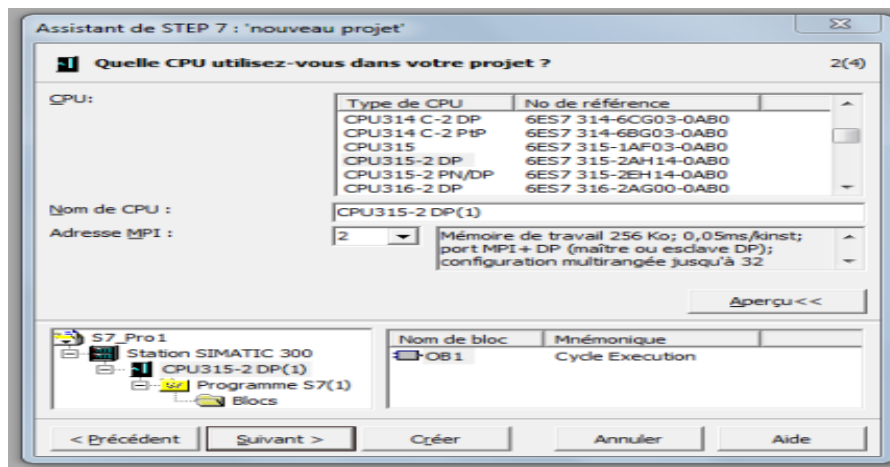 Assistant de STEP 7 : 'nouveau projet'
Quelle CPU utilisez-vous dans votre projet ? 2(4)
CPU:
Type de CPU No de référence
CPU314 C-2 DP 6ES7 314-6CG03-0AB0
CPU314 C-2 PtP 6ES7 314-6BG03-0AB0
CPU315 6ES7 315-1AF03-0AB0
CPU315-2 DP 6ES7 315-2AH14-0AB0
CPU315-2 PN/DP 6ES7 315-2EH14-0AB0
CPU316-2 DP 6ES7 316-2AG00-0AB0
Nom de CPU : CPU315-2 DP(1)
Adresse MPI : 2 Mémoire de travail 256 Ko; 0,05ms/kinst;
port MPI+ DP (maître ou esclave DP);
configuration multirangée jusqu'à 32
Aperçu<<
S7_Pro1
Station SIMATIC 300
CPU315-2 DP(1)
Programme S7(1)
Blocs
Nom de bloc Mnémonique
OB1 Cycle Execution
< Précédent Suivant > Créer Annuler Aide